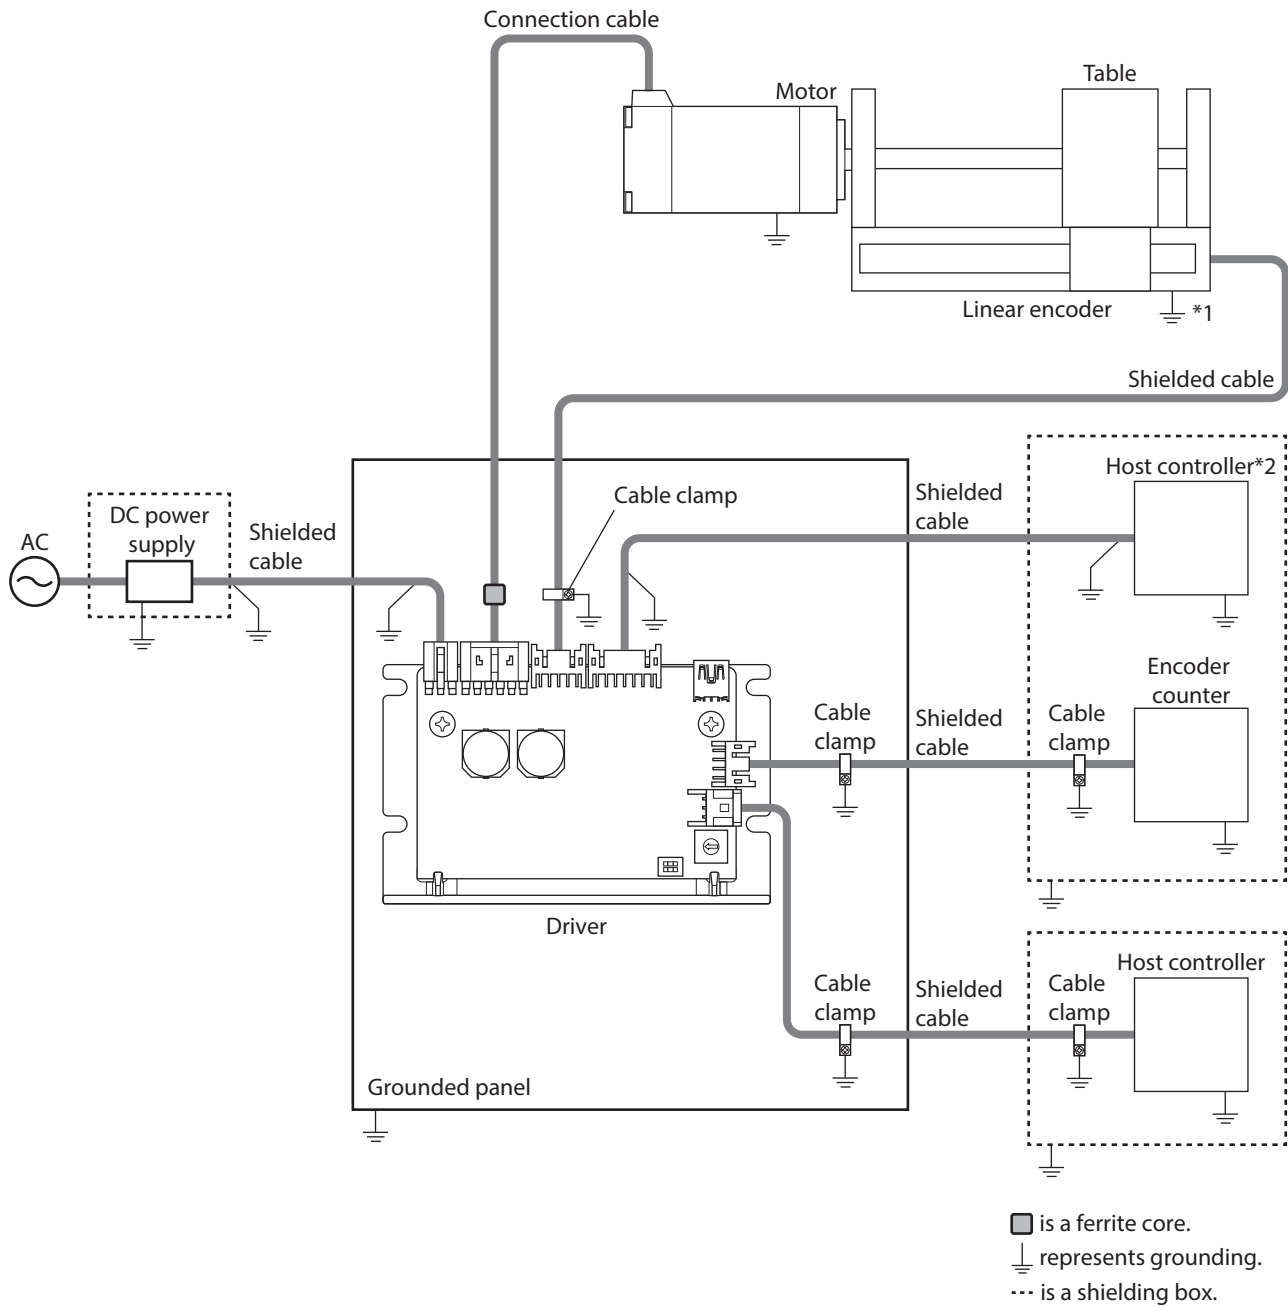 Connection cable
Motor
Table
Linear encoder
*1
Shielded cable
Host controller*2
Cable clamp
Shielded
cable
DC power
supply
AC
Shielded
cable
Encoder
counter
Cable
clamp
Shielded
cable
Cable
clamp
Driver
Host controller
Cable
clamp
Shielded
cable
Cable
clamp
Grounded panel
is a ferrite core.
represents grounding.
is a shielding box.